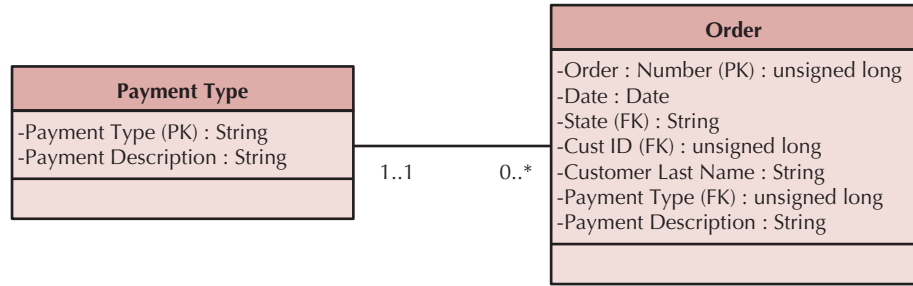 Payment Type
-Payment Type (PK) : String
-Payment Description : String
1..1
0..*
Order
-Order : Number (PK) : unsigned long
-Date : Date
-State (FK) : String
-Cust ID (FK) : unsigned long
-Customer Last Name : String
-Payment Type (FK) : unsigned long
-Payment Description : String